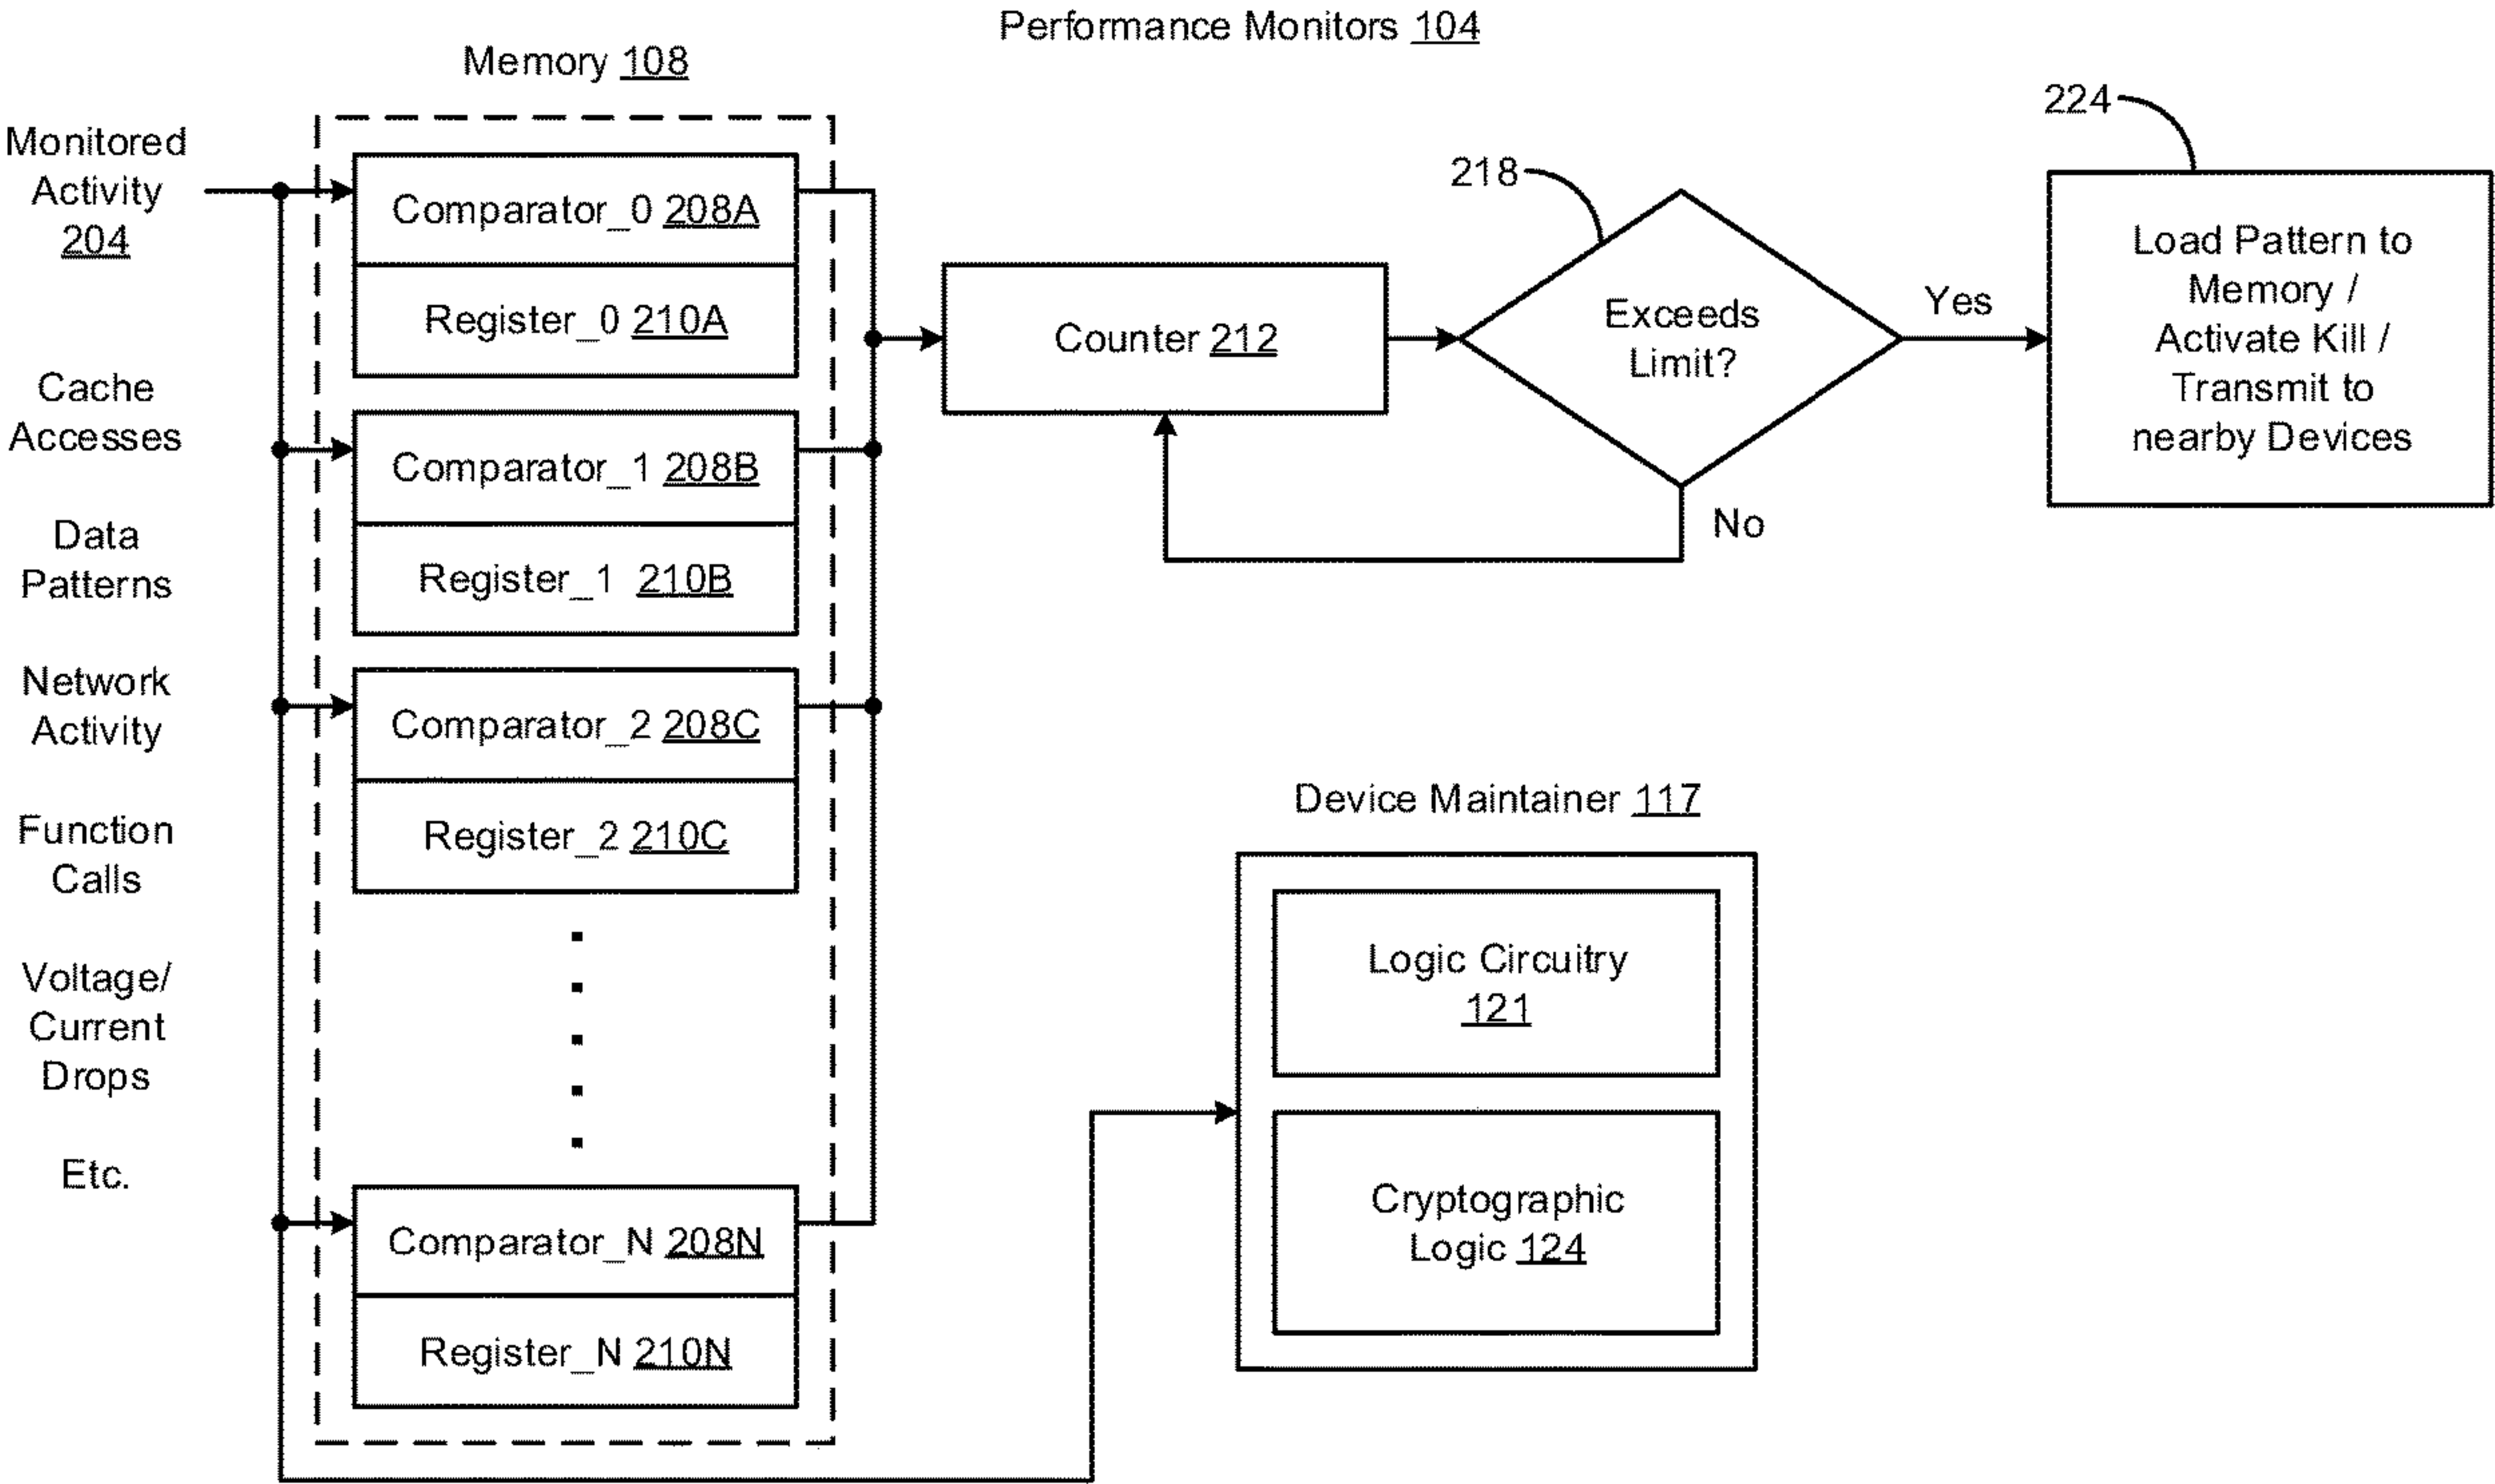 Performance Monitors 104
Memory 108
Monitored
Activity
204
Cache
Accesses
Data
Patterns
Network
Activity
Function
Calls
Voltage/
Current
Drops
Etc.
Comparator_0 208A
Register_0 210A
Comparator_1 208B
Register_1 210B
Comparator_2 208C
Register_2 210C
Comparator_N 208N
Register_N 210N
Counter 212
218
Exceeds
Limit?
Yes
No
224
Load Pattern to
Memory /
Activate Kill /
Transmit to
nearby Devices
Device Maintainer 117
Logic Circuitry
121
Cryptographic
Logic 124